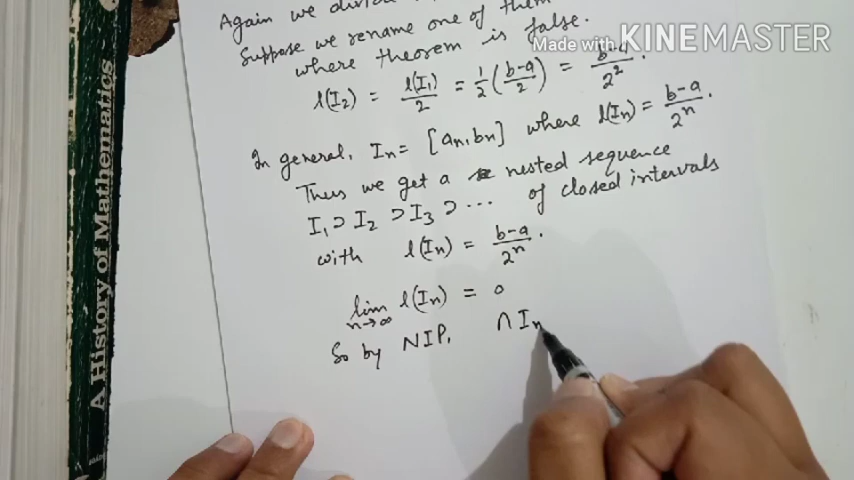 Again we divid
Suppose we rename one of them
where theorem is false.
l(I₂) = l(I₁)/2 = 1/2 (b-a/2) = b-a/2².
In general, Iₙ = [aₙ, bₙ] where l(Iₙ) = b-a/2ⁿ.
Thus we get a nested sequence
I₁ ⊃ I₂ ⊃ I₃ ⊃ ... of closed intervals
with l(Iₙ) = b-a/2ⁿ.
lim n→∞ l(Iₙ) = 0
So by NIP, ∩Iₙ
Made with KINEMASTER
A History of Mathematics